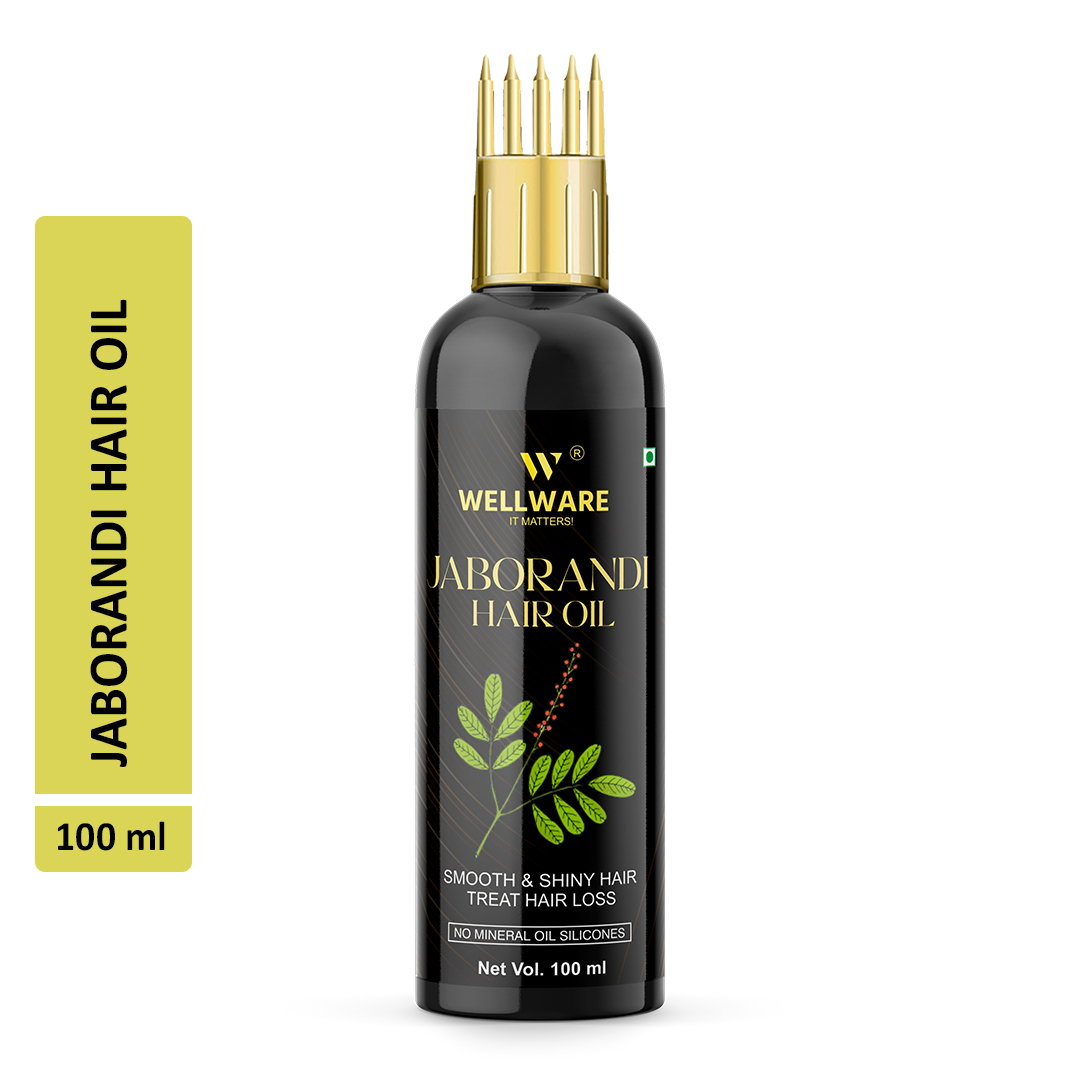 JABORANDI HAIR OIL
100 ml
W ®
WELLWARE
IT MATTERS!
JABORANDI
HAIR OIL
SMOOTH & SHINY HAIR
TREAT HAIR LOSS
NO MINERAL OIL SILICONES
Net Vol. 100 ml